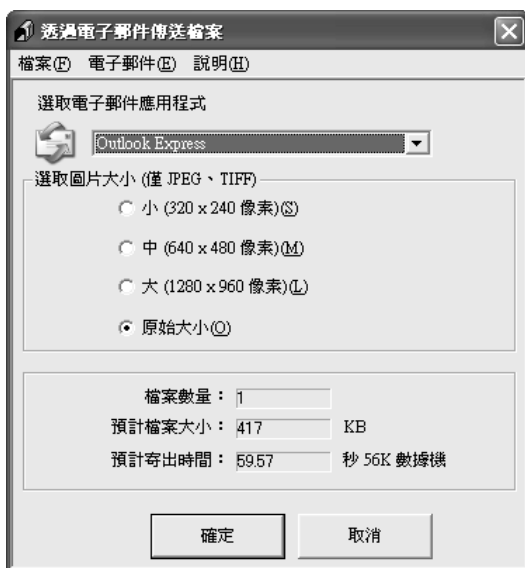 透過電子郵件傳送檔案
檔案(F) 電子郵件(E) 說明(H)
選取電子郵件應用程式
Outlook Express
選取圖片大小 (僅 JPEG、TIFF)
小 (320 x 240 像素)(S)
中 (640 x 480 像素)(M)
大 (1280 x 960 像素)(L)
原始大小(O)
檔案數量： 1
預計檔案大小： 417 KB
預計寄出時間： 59.57 秒 56K 數據機
確定 取消